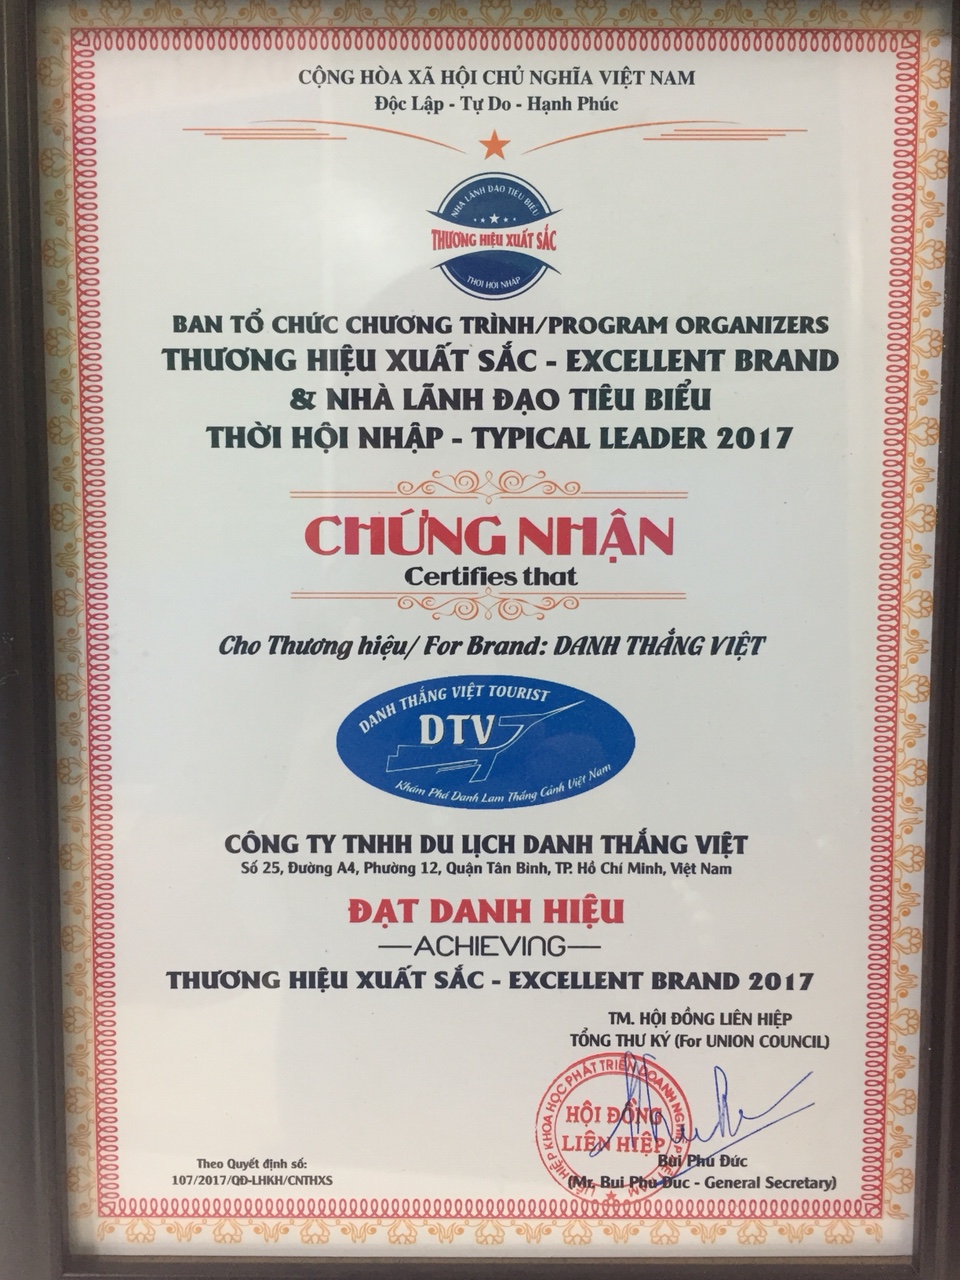 CỘNG HÒA XÃ HỘI CHỦ NGHĨA VIỆT NAM
Độc Lập - Tự Do - Hạnh Phúc
NHÀ LÃNH ĐẠO TIÊU BIỂU
THƯƠNG HIỆU XUẤT SẮC
THỜI HỘI NHẬP
BAN TỔ CHỨC CHƯƠNG TRÌNH/PROGRAM ORGANIZERS
THƯƠNG HIỆU XUẤT SẮC - EXCELLENT BRAND
& NHÀ LÃNH ĐẠO TIÊU BIỂU
THỜI HỘI NHẬP - TYPICAL LEADER 2017
CHỨNG NHẬN
Certifies that
Cho Thương hiệu/ For Brand: DANH THẮNG VIỆT
DANH THẮNG VIỆT TOURIST
DTV
Khám Phá Danh Lam Thắng Cảnh Việt Nam
CÔNG TY TNHH DU LỊCH DANH THẮNG VIỆT
Số 25, Đường A4, Phường 12, Quận Tân Bình, TP. Hồ Chí Minh, Việt Nam
ĐẠT DANH HIỆU
ACHIEVING
THƯƠNG HIỆU XUẤT SẮC - EXCELLENT BRAND 2017
TM. HỘI ĐỒNG LIÊN HIỆP
TỔNG THƯ KÝ (For UNION COUNCIL)
LIÊN HIỆP KHOA HỌC PHÁT TRIỂN DOANH NGHIỆP VIỆT NAM
HỘI ĐỒNG
LIÊN HIỆP
Bùi Phú Đức
(Mr. Bui Phu Duc - General Secretary)
Theo Quyết định số:
107/2017/QĐ-LHKH/CNTHXS